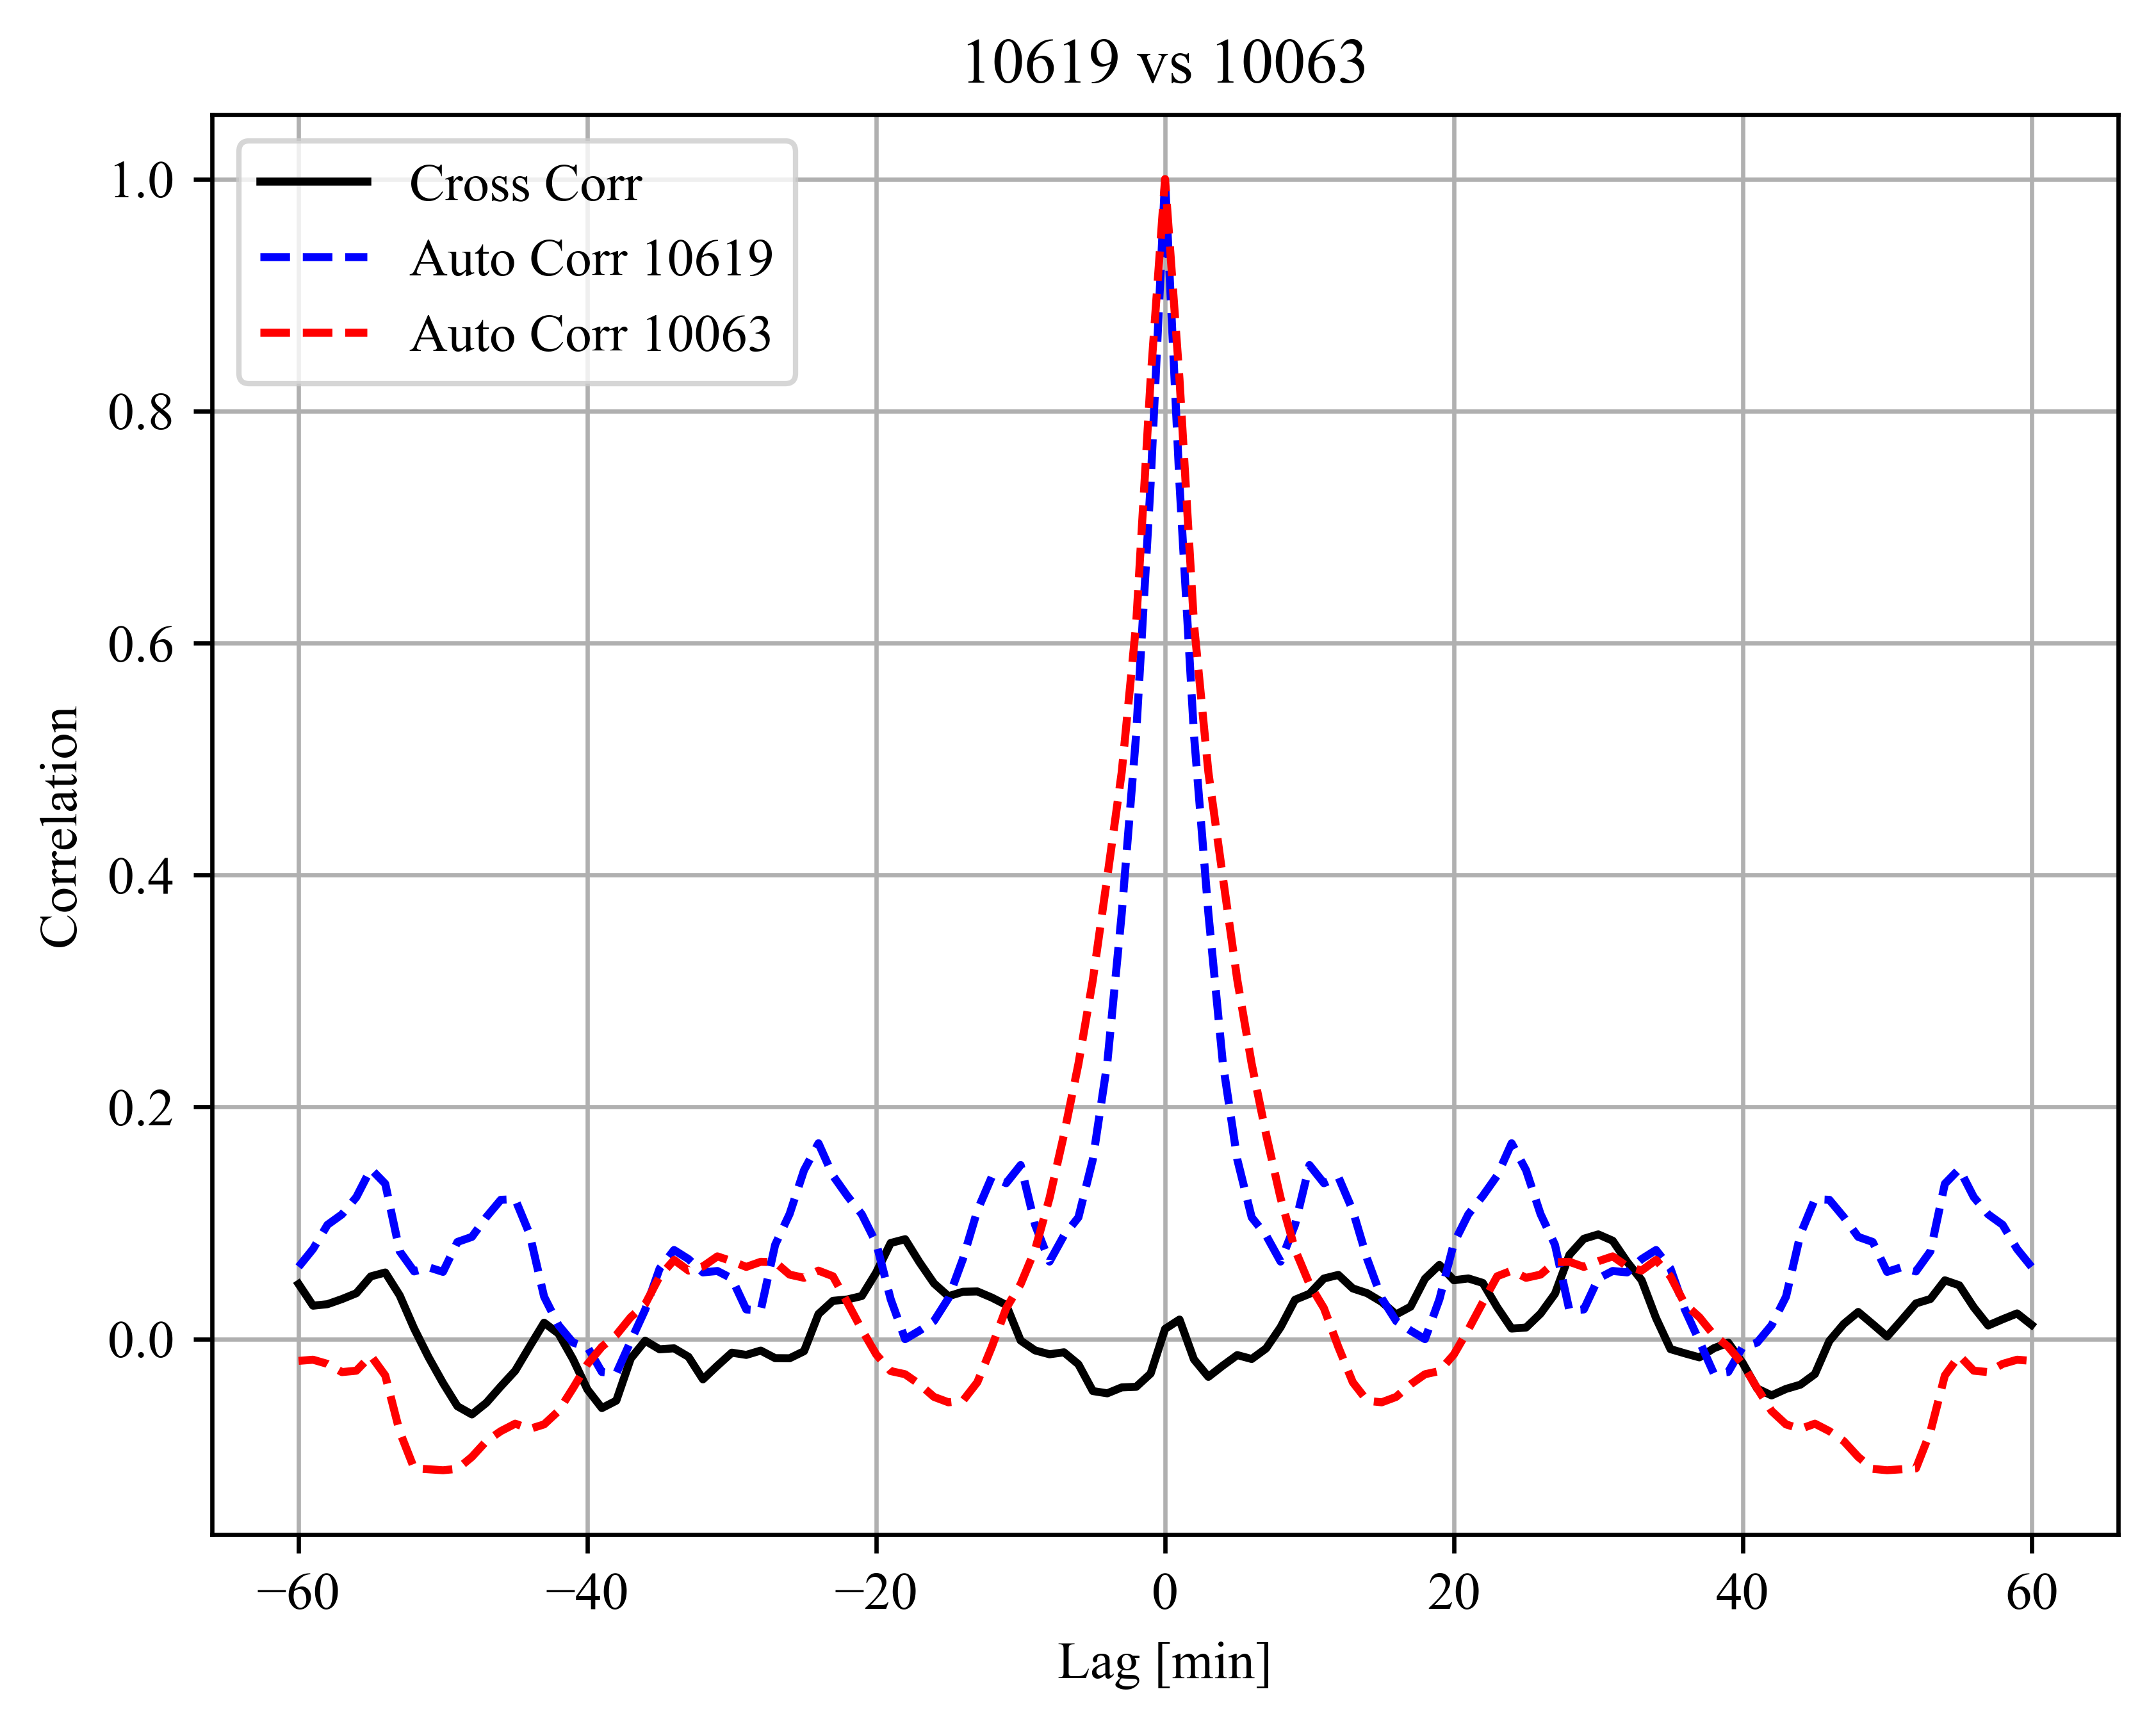 10619 vs 10063
Cross Corr
Auto Corr 10619
Auto Corr 10063
1.0
0.8
0.6
0.4
0.2
0.0
Correlation
−60 −40 −20 0 20 40 60
Lag [min]